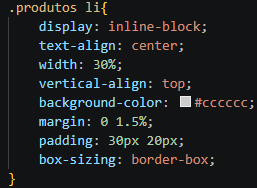 .produtos li{
display: inline-block;
text-align: center;
width: 30%;
vertical-align: top;
background-color: #cccccc;
margin: 0 1.5%;
padding: 30px 20px;
box-sizing: border-box;
}